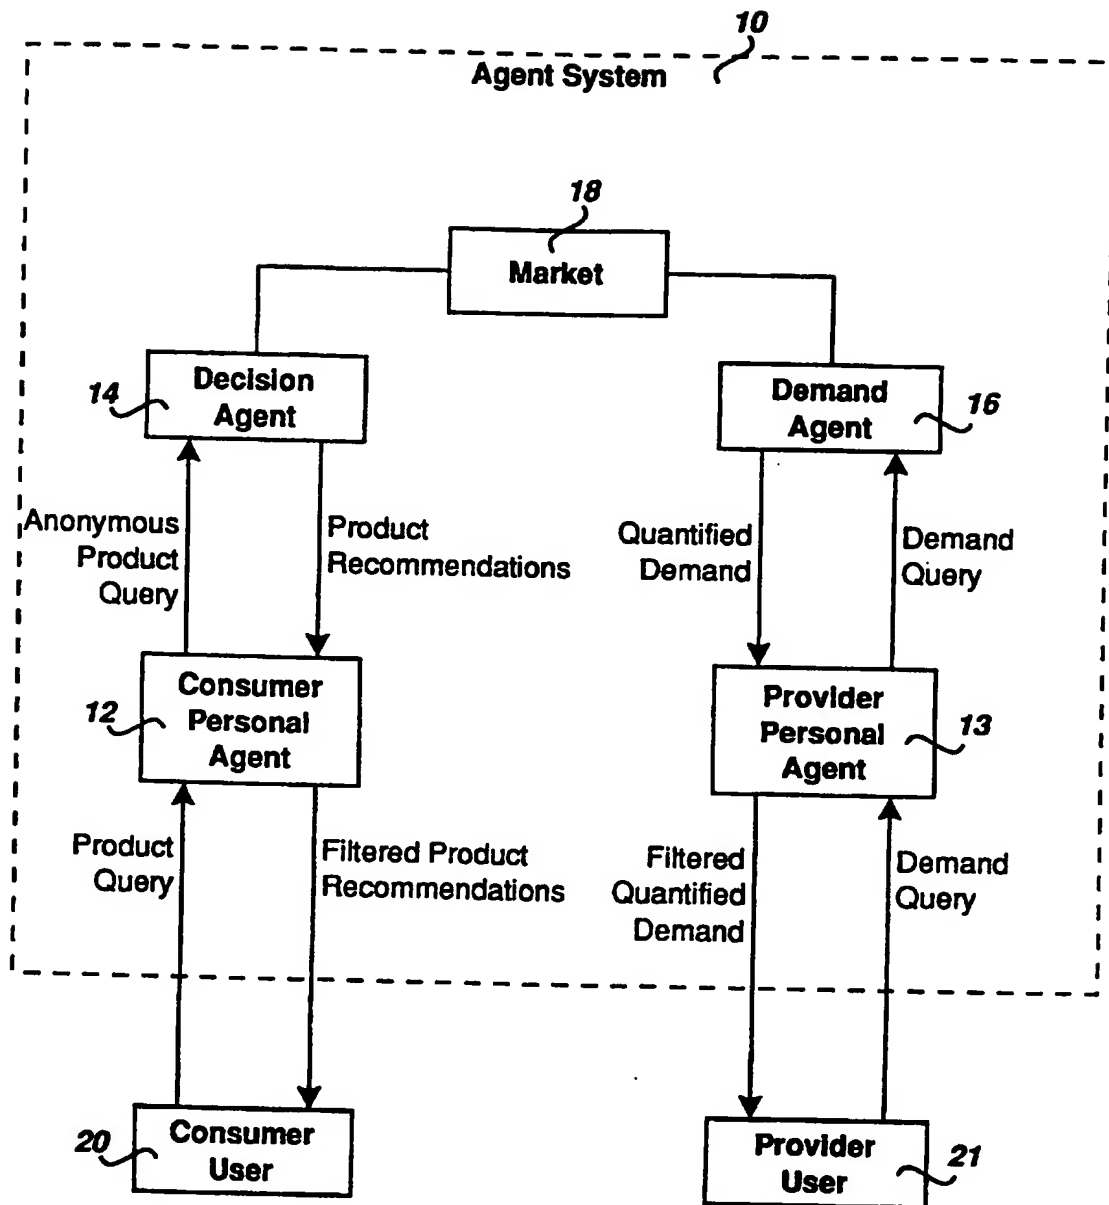 10
Agent System
18
Market
Decision
Agent
14
Demand
Agent
16
Anonymous
Product
Query
Product
Recommendations
Quantified
Demand
Demand
Query
Consumer
Personal
Agent
12
Provider
Personal
Agent
13
Product
Query
Filtered Product
Recommendations
Filtered
Quantified
Demand
Demand
Query
Consumer
User
20
Provider
User
21